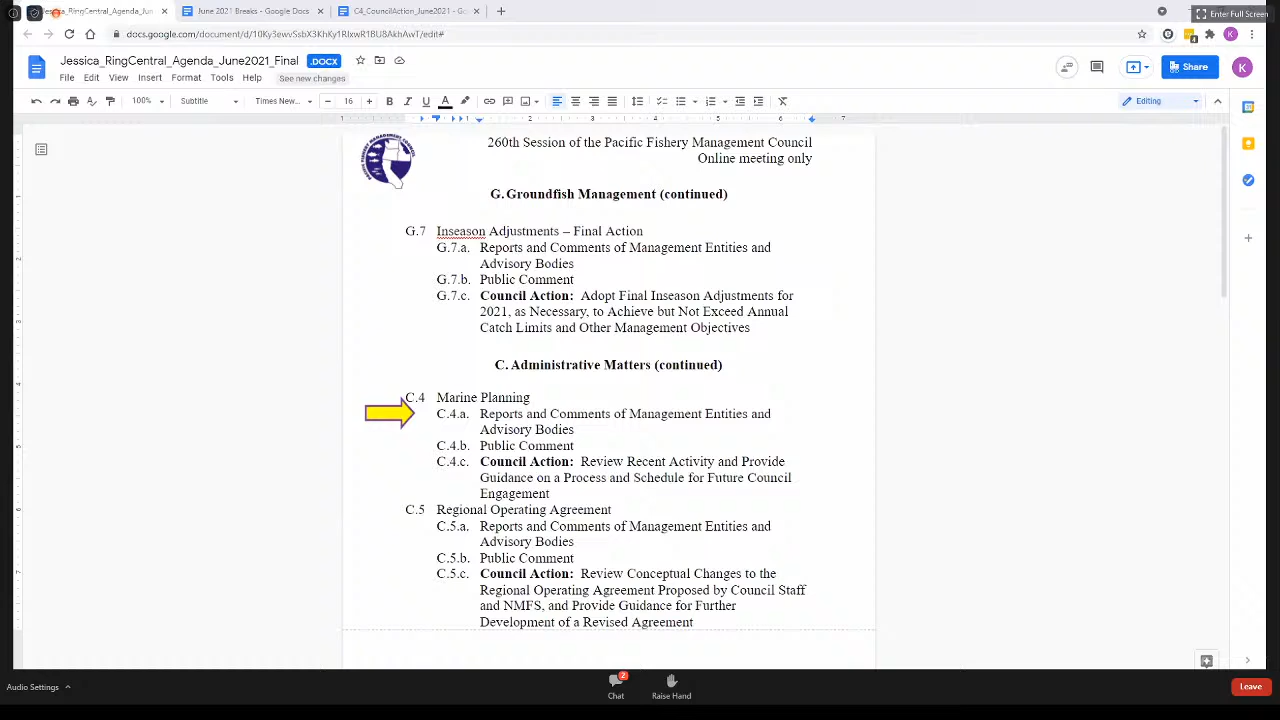 Jessica_RingCentral_Agenda_Jun
June 2021 Breaks - Google Docs
C4_CouncilAction_June2021 - Go
Enter Full Screen
Jessica_RingCentral_Agenda_June2021_Final .DOCX
Share
K
File Edit View Insert Format Tools Help See new changes
100% Subtitle Times New... 16 Editing
260th Session of the Pacific Fishery Management Council
Online meeting only
G. Groundfish Management (continued)
G.7 Inseason Adjustments – Final Action
G.7.a. Reports and Comments of Management Entities and
Advisory Bodies
G.7.b. Public Comment
G.7.c. Council Action: Adopt Final Inseason Adjustments for
2021, as Necessary, to Achieve but Not Exceed Annual
Catch Limits and Other Management Objectives
C. Administrative Matters (continued)
C.4 Marine Planning
C.4.a. Reports and Comments of Management Entities and
Advisory Bodies
C.4.b. Public Comment
C.4.c. Council Action: Review Recent Activity and Provide
Guidance on a Process and Schedule for Future Council
Engagement
C.5 Regional Operating Agreement
C.5.a. Reports and Comments of Management Entities and
Advisory Bodies
C.5.b. Public Comment
C.5.c. Council Action: Review Conceptual Changes to the
Regional Operating Agreement Proposed by Council Staff
and NMFS, and Provide Guidance for Further
Development of a Revised Agreement
Audio Settings
2
Chat
Raise Hand
Leave